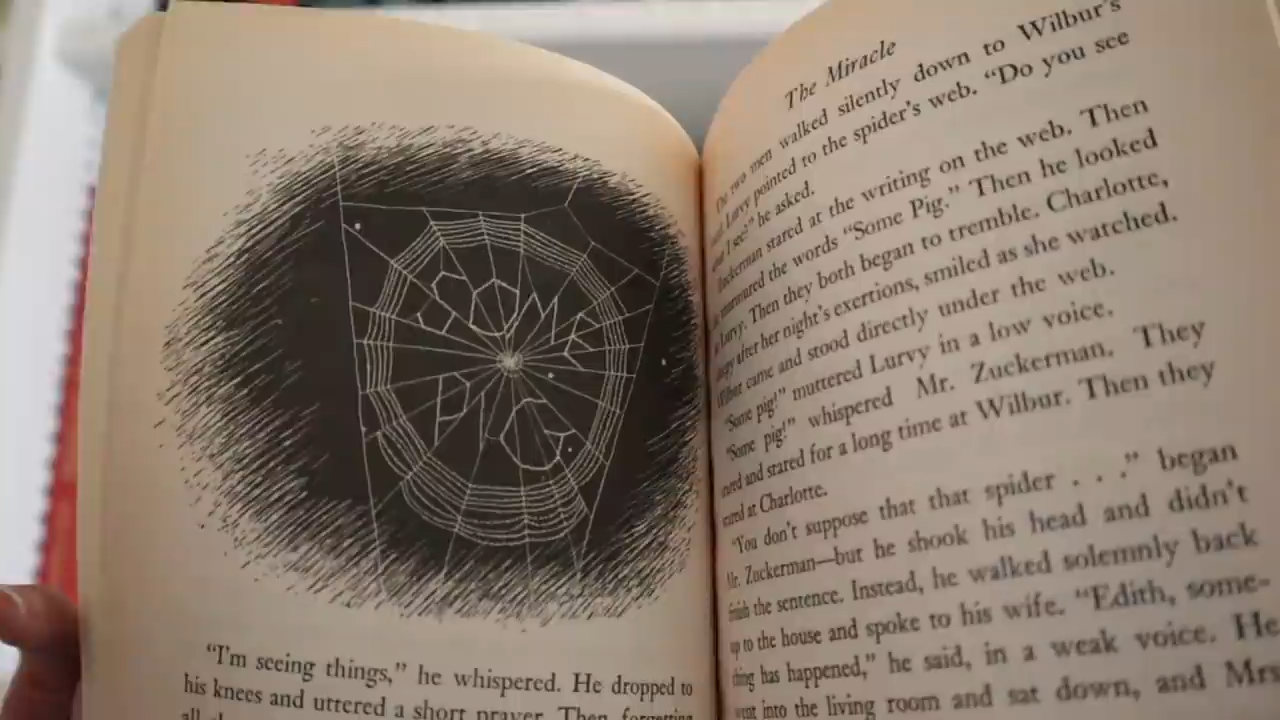 SOME
PIG
"I'm seeing things," he whispered. He dropped to
his knees and uttered a short prayer. Then, forgetting
The Miracle
two men walked silently down to Wilbur's
Lurvy pointed to the spider's web. "Do you see
I see?" he asked.
Zuckerman stared at the writing on the web. Then
murmured the words "Some Pig." Then he looked
Lurvy. Then they both began to tremble. Charlotte,
sleepy after her night's exertions, smiled as she watched.
Wilbur came and stood directly under the web.
"Some pig!" muttered Lurvy in a low voice.
"Some pig!" whispered Mr. Zuckerman. They
and stared for a long time at Wilbur. Then they
stared at Charlotte.
"You don't suppose that that spider . . ." began
Mr. Zuckerman—but he shook his head and didn't
finish the sentence. Instead, he walked solemnly back
up to the house and spoke to his wife. "Edith, some-
thing has happened," he said, in a weak voice. He
went into the living room and sat down, and Mrs